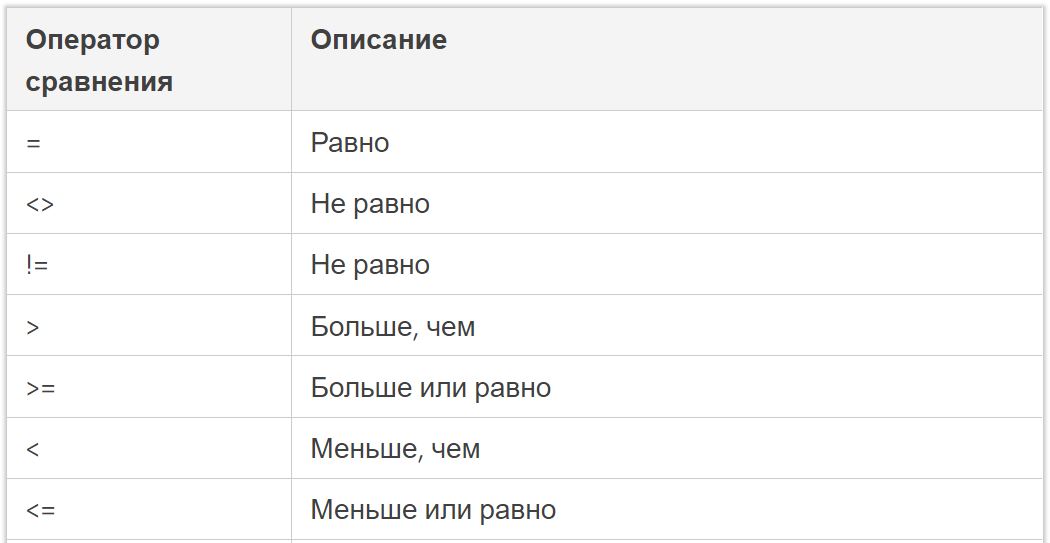 Оператор сравнения Описание
= Равно
<> Не равно
!= Не равно
> Больше, чем
>= Больше или равно
< Меньше, чем
<= Меньше или равно